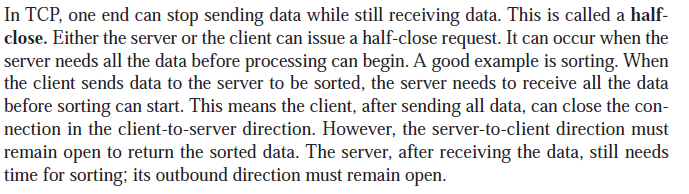 In TCP, one end can stop sending data while still receiving data. This is called a half-
close. Either the server or the client can issue a half-close request. It can occur when the
server needs all the data before processing can begin. A good example is sorting. When
the client sends data to the server to be sorted, the server needs to receive all the data
before sorting can start. This means the client, after sending all data, can close the con-
nection in the client-to-server direction. However, the server-to-client direction must
remain open to return the sorted data. The server, after receiving the data, still needs
time for sorting; its outbound direction must remain open.